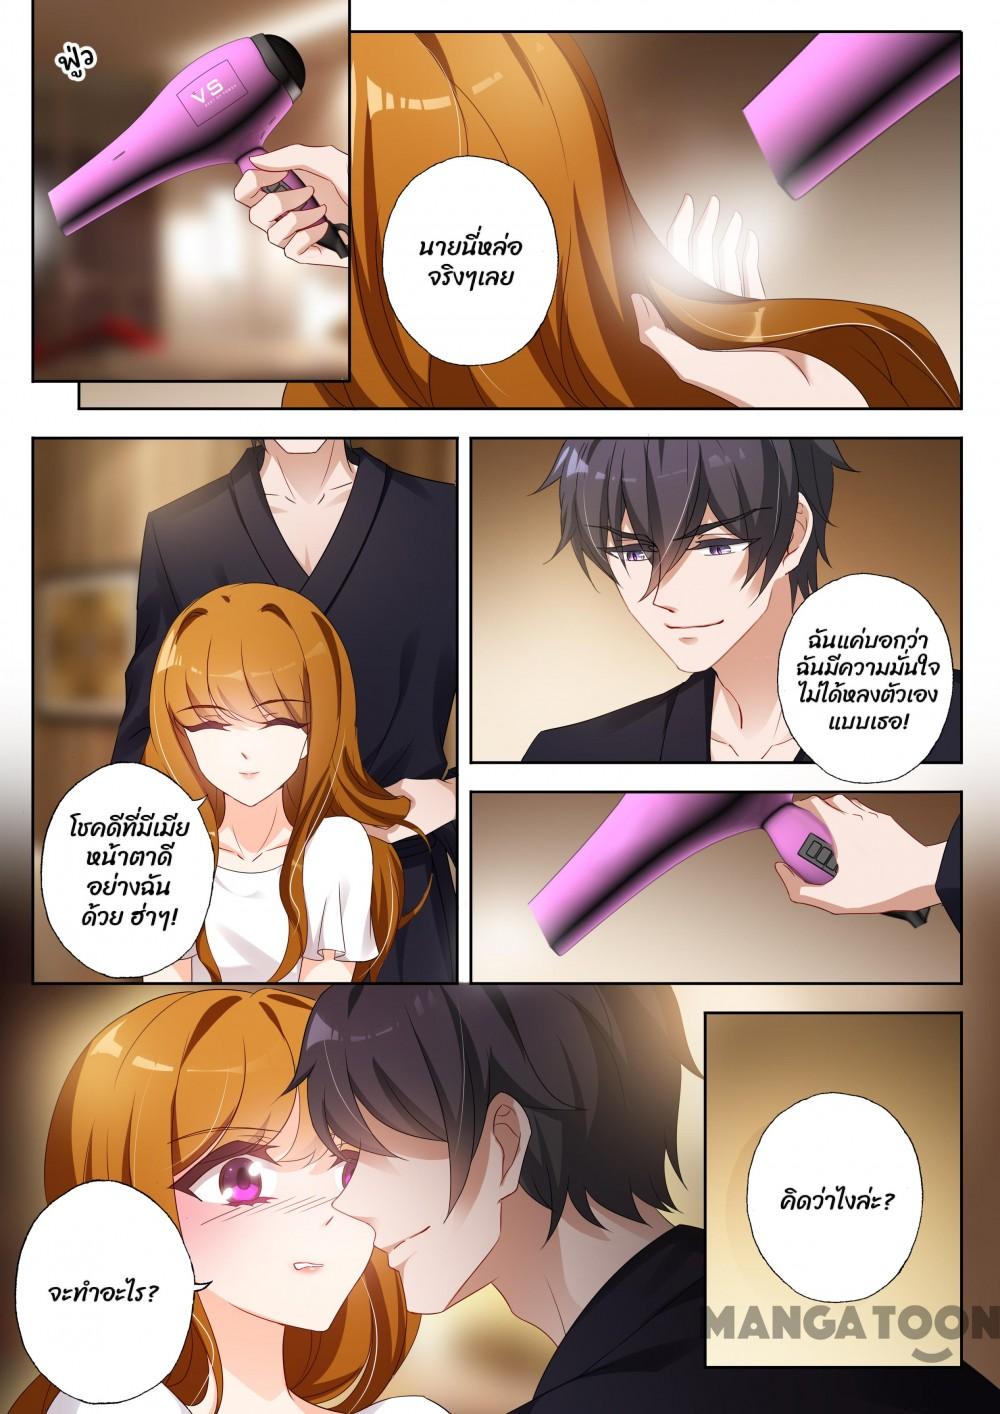 ฟู่ว
VS
นายนี่หล่อ
จริงๆเลย
ฉันแค่บอกว่า
ฉันมีความมั่นใจ
ไม่ได้หลงตัวเอง
แบบเธอ!
โชคดีที่มีเมีย
หน้าตาดี
อย่างฉัน
ด้วย ฮ่าๆ!
คิดว่าไงล่ะ?
จะทำอะไร?
MANGATOON